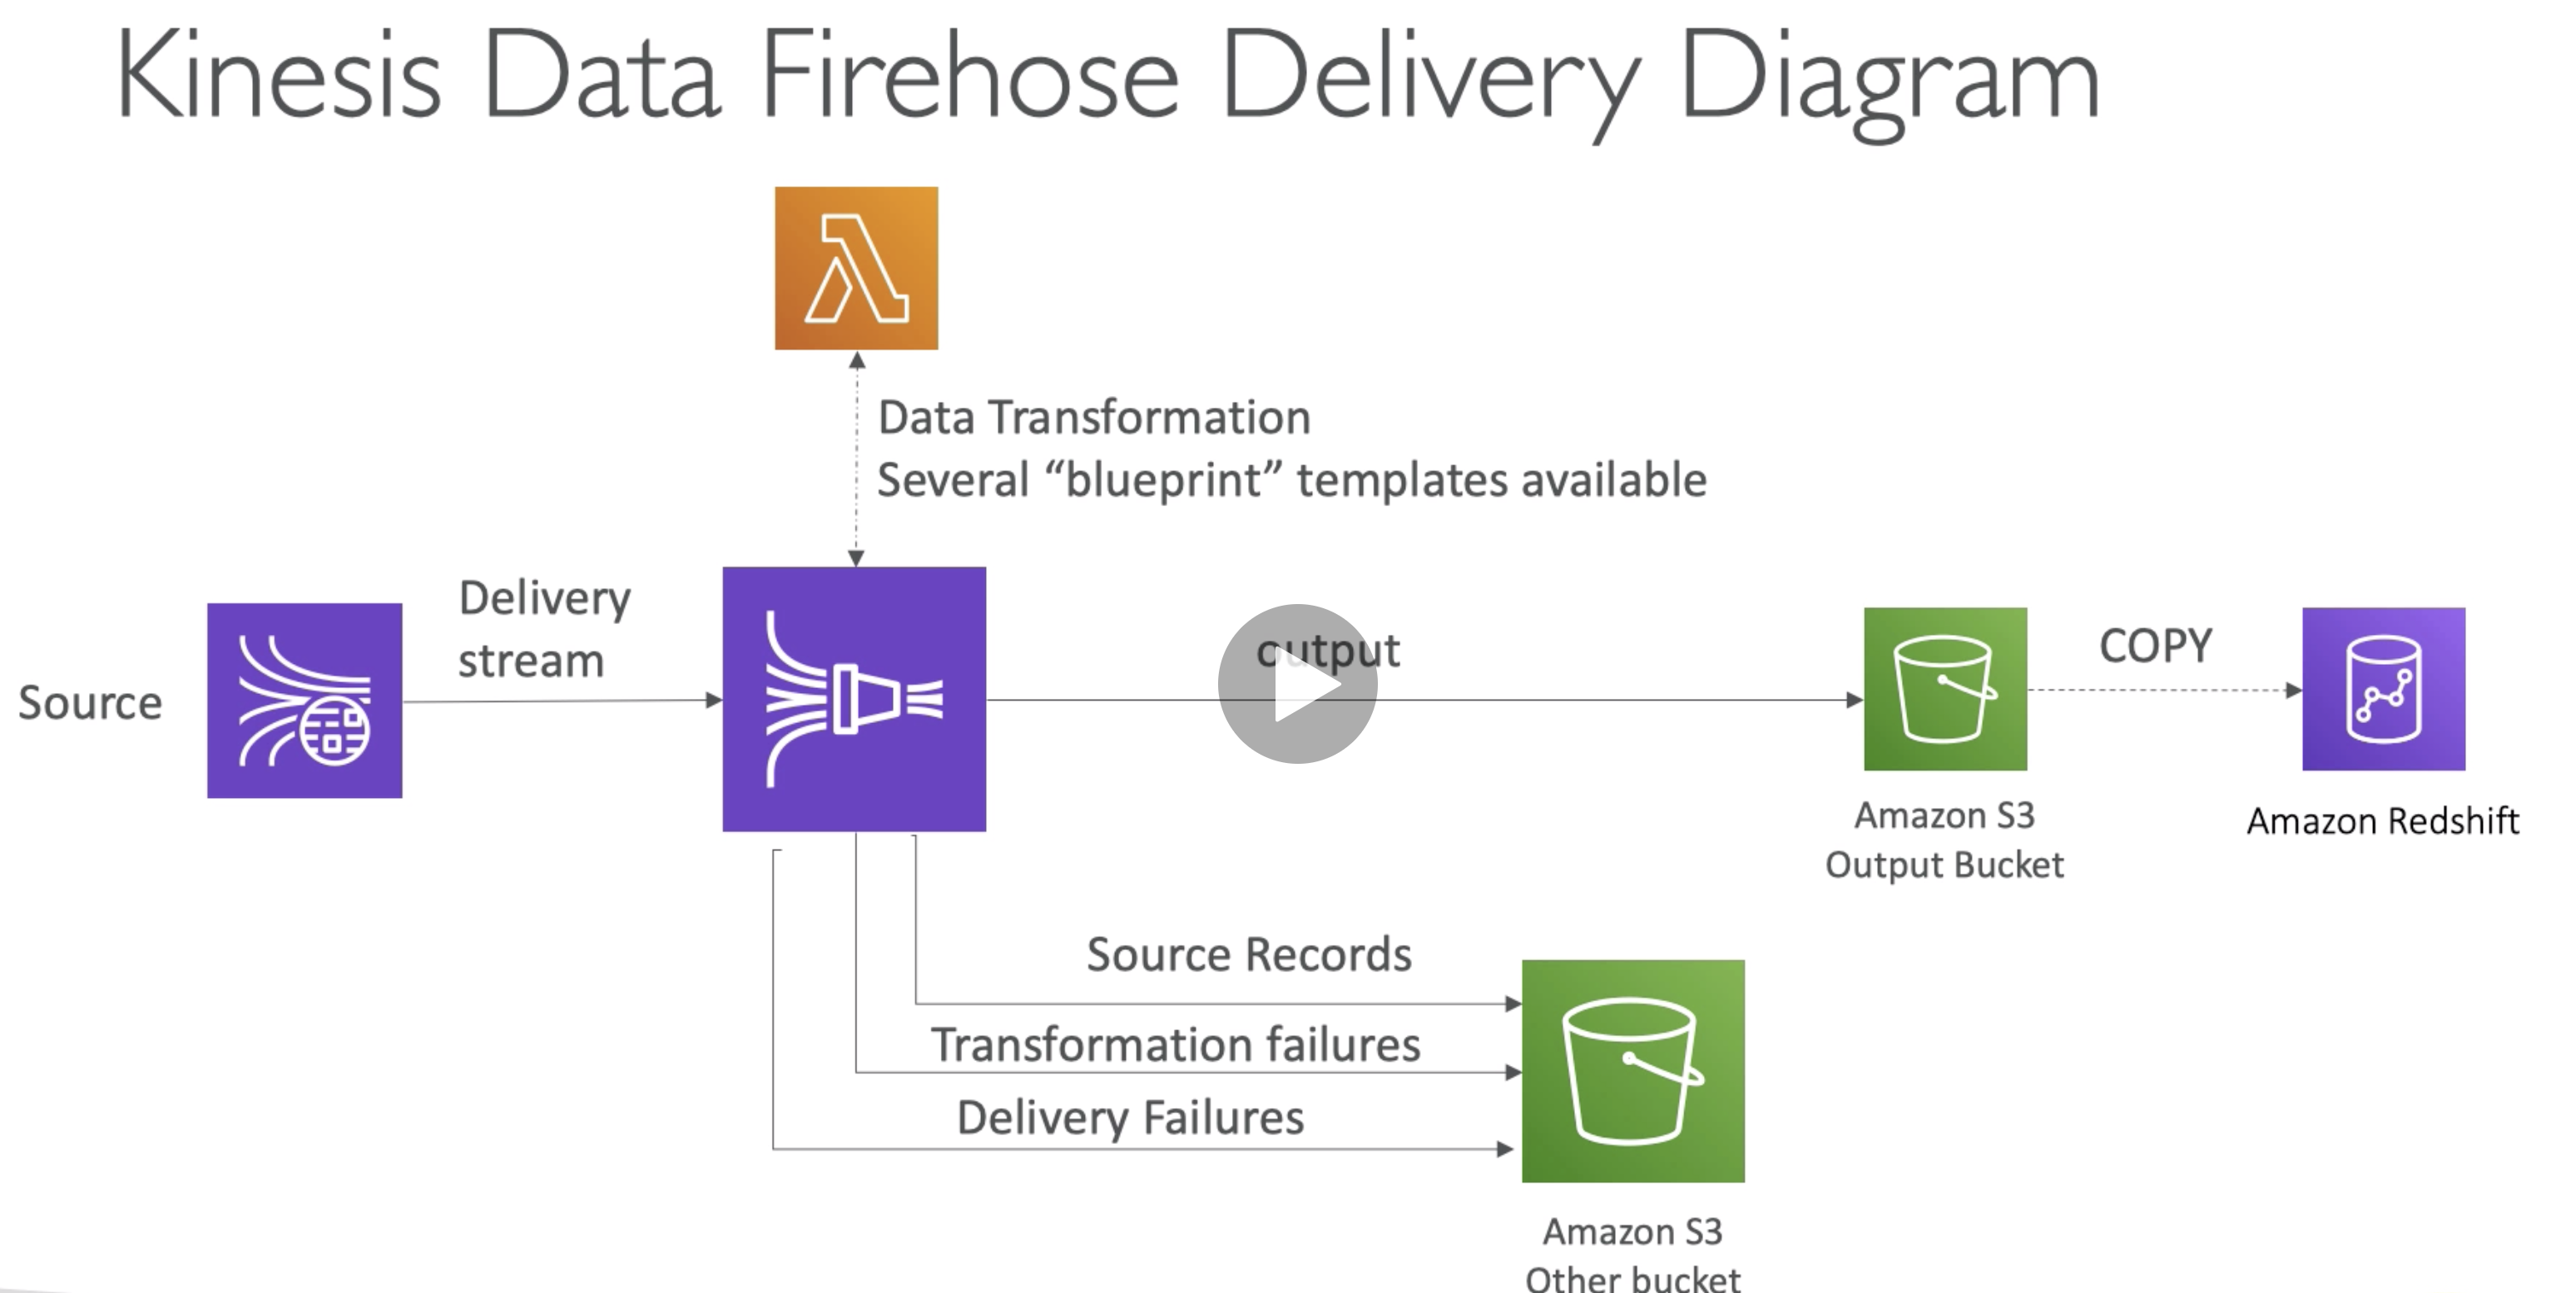 Kinesis Data Firehose Delivery Diagram
Data Transformation
Several “blueprint” templates available
Source
Delivery
stream
output
COPY
Amazon S3
Output Bucket
Amazon Redshift
Source Records
Transformation failures
Delivery Failures
Amazon S3
Other bucket